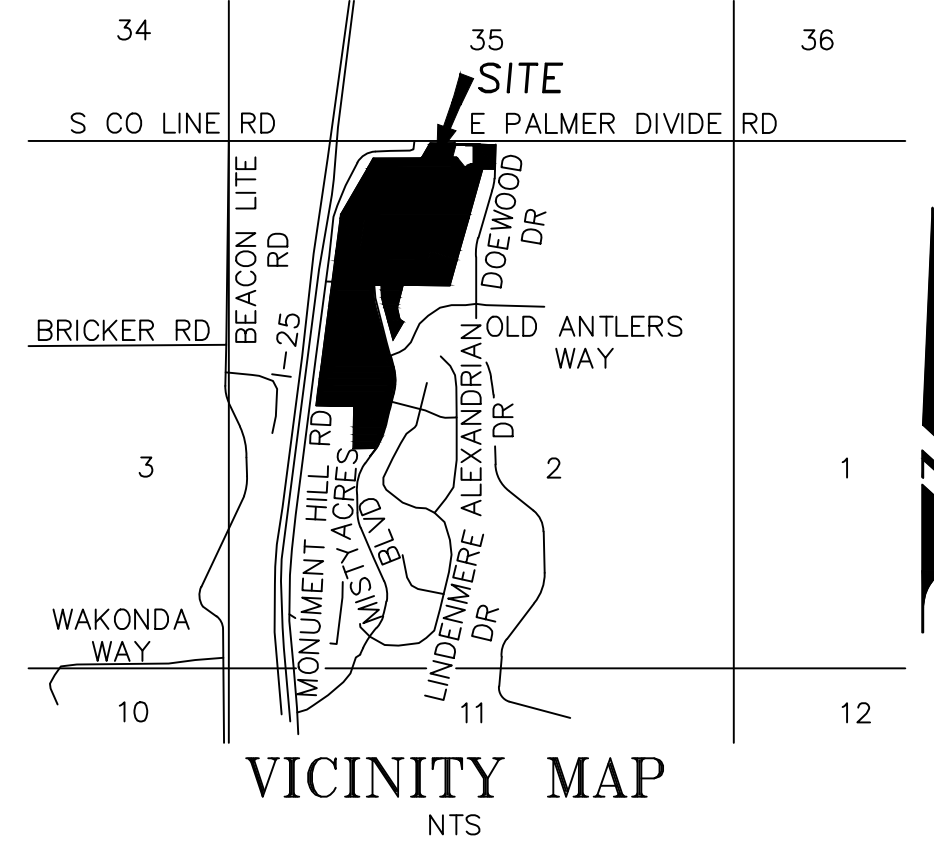 34
35
36
SITE
S CO LINE RD
E PALMER DIVIDE RD
BEACON LITE
RD
DOEWOOD
DR
I-25
BRICKER RD
OLD ANTLERS
WAY
ALEXANDRIAN
DR
3
2
1
MONUMENT HILL RD
MISTY ACRES
BLVD
LINDENMERE
DR
WAKONDA
WAY
10
11
12
VICINITY MAP
NTS